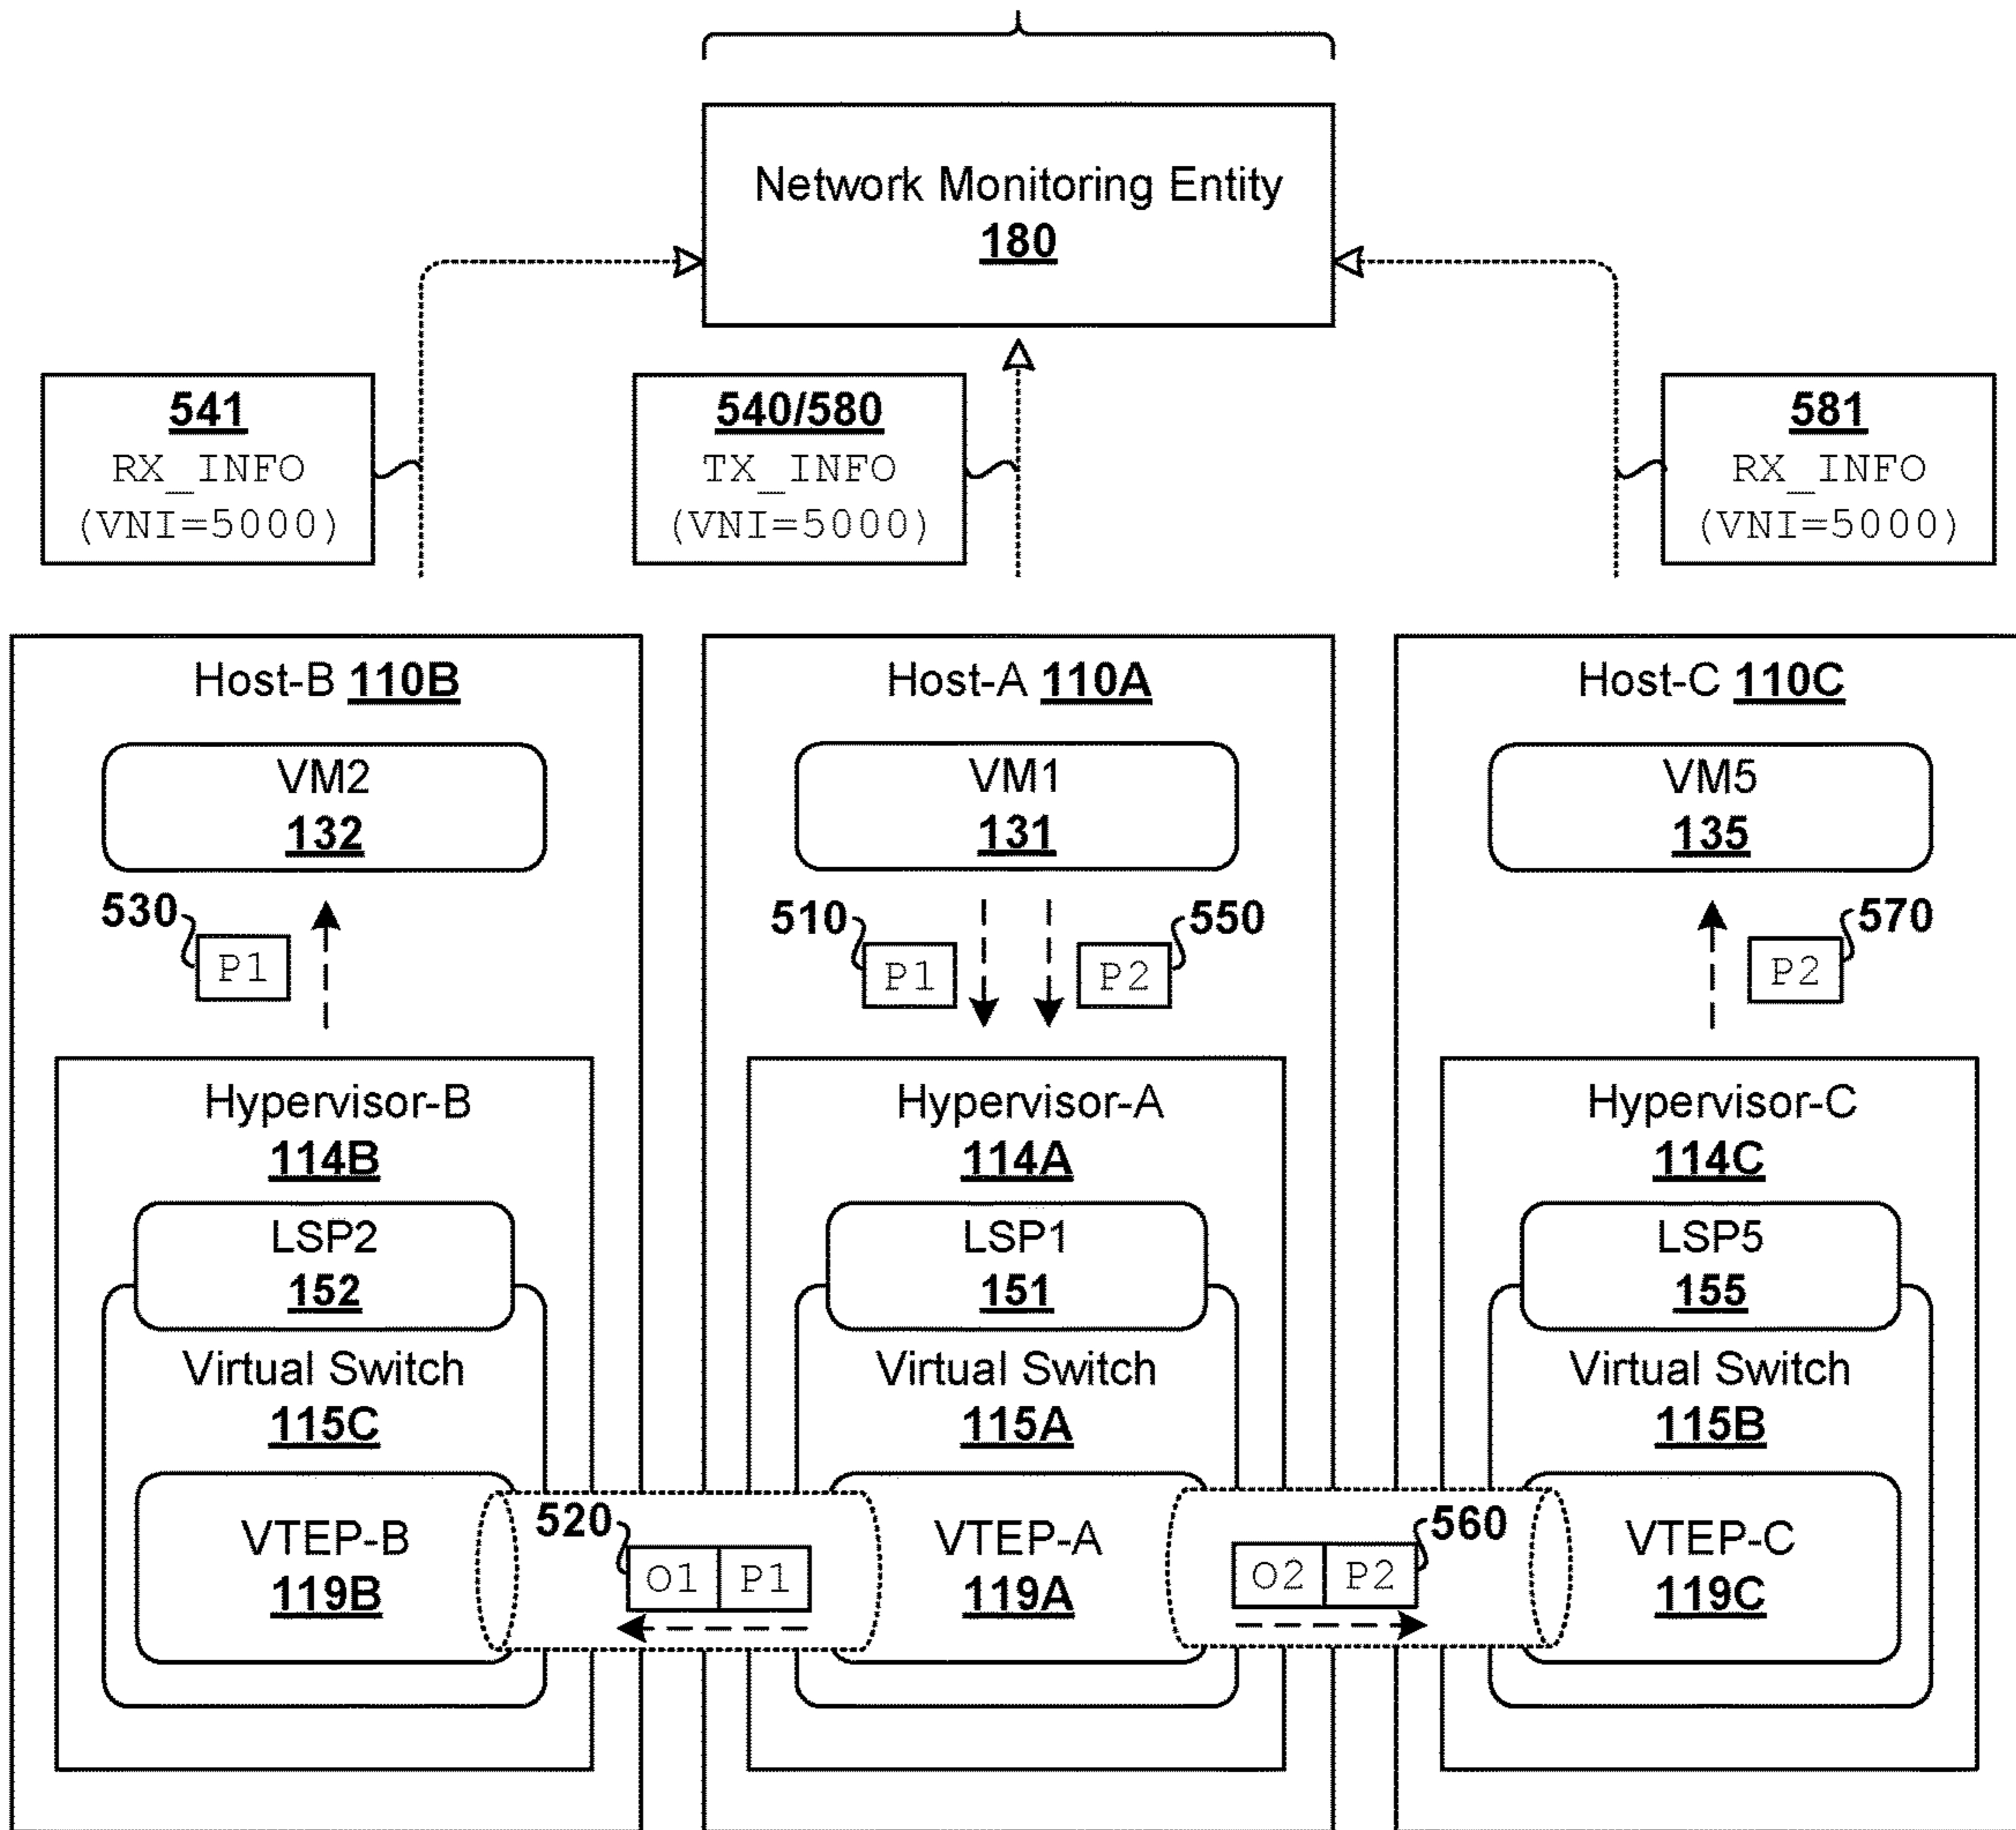 Network Monitoring Entity
180
541
RX_INFO
(VNI=5000)
540/580
TX_INFO
(VNI=5000)
581
RX_INFO
(VNI=5000)
Host-B 110B
VM2
132
530
P1
Hypervisor-B
114B
LSP2
152
Virtual Switch
115C
VTEP-B
119B
Host-A 110A
VM1
131
510
P1
550
P2
Hypervisor-A
114A
LSP1
151
Virtual Switch
115A
VTEP-A
119A
520
O1 P1
560
O2 P2
Host-C 110C
VM5
135
570
P2
Hypervisor-C
114C
LSP5
155
Virtual Switch
115B
VTEP-C
119C